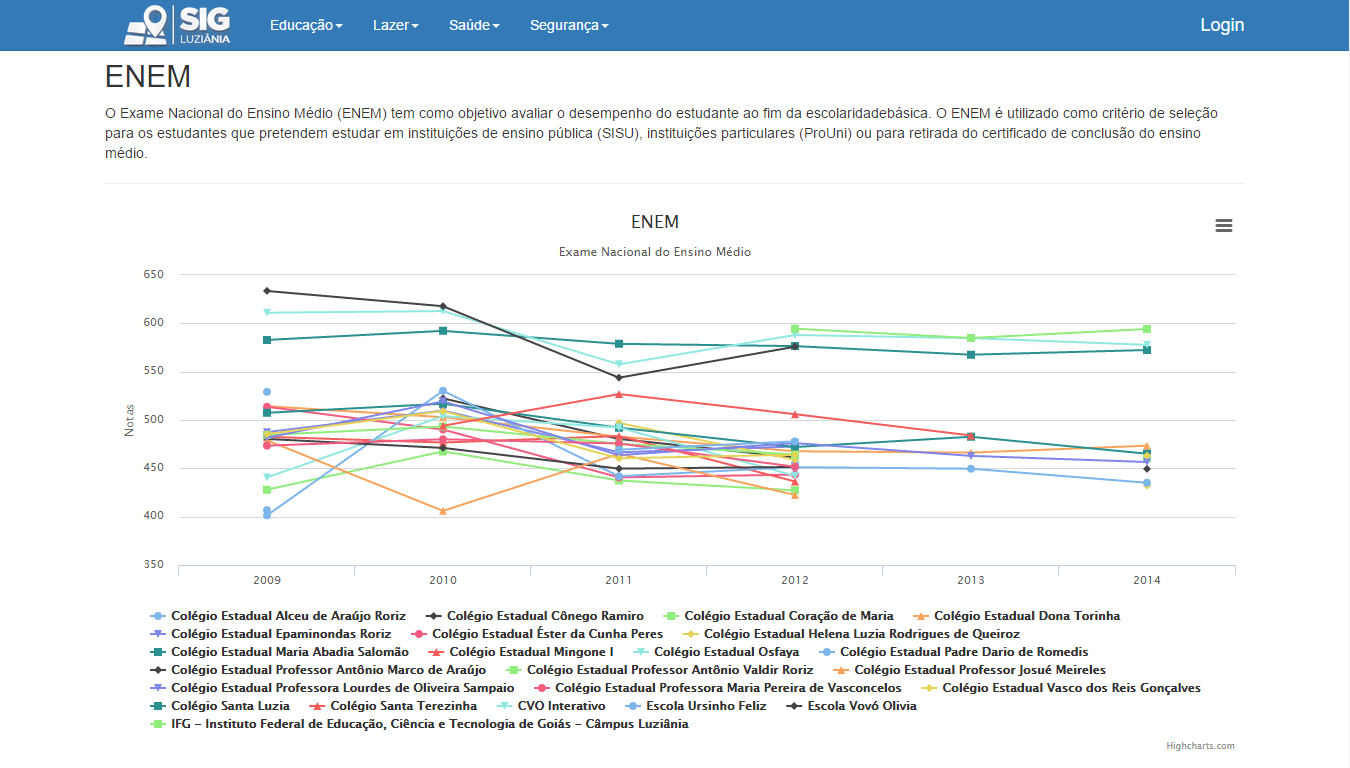 SIG
LUZIÂNIA
Educação Lazer Saúde Segurança Login
ENEM
O Exame Nacional do Ensino Médio (ENEM) tem como objetivo avaliar o desempenho do estudante ao fim da escolaridadebásica. O ENEM é utilizado como critério de seleção
para os estudantes que pretendem estudar em instituições de ensino pública (SISU), instituições particulares (ProUni) ou para retirada do certificado de conclusão do ensino
médio.
ENEM
Exame Nacional do Ensino Médio
650
600
550
500
450
400
350
Notas
2009 2010 2011 2012 2013 2014
Colégio Estadual Alceu de Araújo Roriz Colégio Estadual Cônego Ramiro Colégio Estadual Coração de Maria Colégio Estadual Dona Torinha
Colégio Estadual Epaminondas Roriz Colégio Estadual Éster da Cunha Peres Colégio Estadual Helena Luzia Rodrigues de Queiroz
Colégio Estadual Maria Abadia Salomão Colégio Estadual Mingone I Colégio Estadual Osfaya Colégio Estadual Padre Dario de Romedis
Colégio Estadual Professor Antônio Marco de Araújo Colégio Estadual Professor Antônio Valdir Roriz Colégio Estadual Professor Josué Meireles
Colégio Estadual Professora Lourdes de Oliveira Sampaio Colégio Estadual Professora Maria Pereira de Vasconcelos Colégio Estadual Vasco dos Reis Gonçalves
Colégio Santa Luzia Colégio Santa Terezinha CVO Interativo Escola Ursinho Feliz Escola Vovó Olivia
IFG - Instituto Federal de Educação, Ciência e Tecnologia de Goiás - Câmpus Luziânia
Highcharts.com